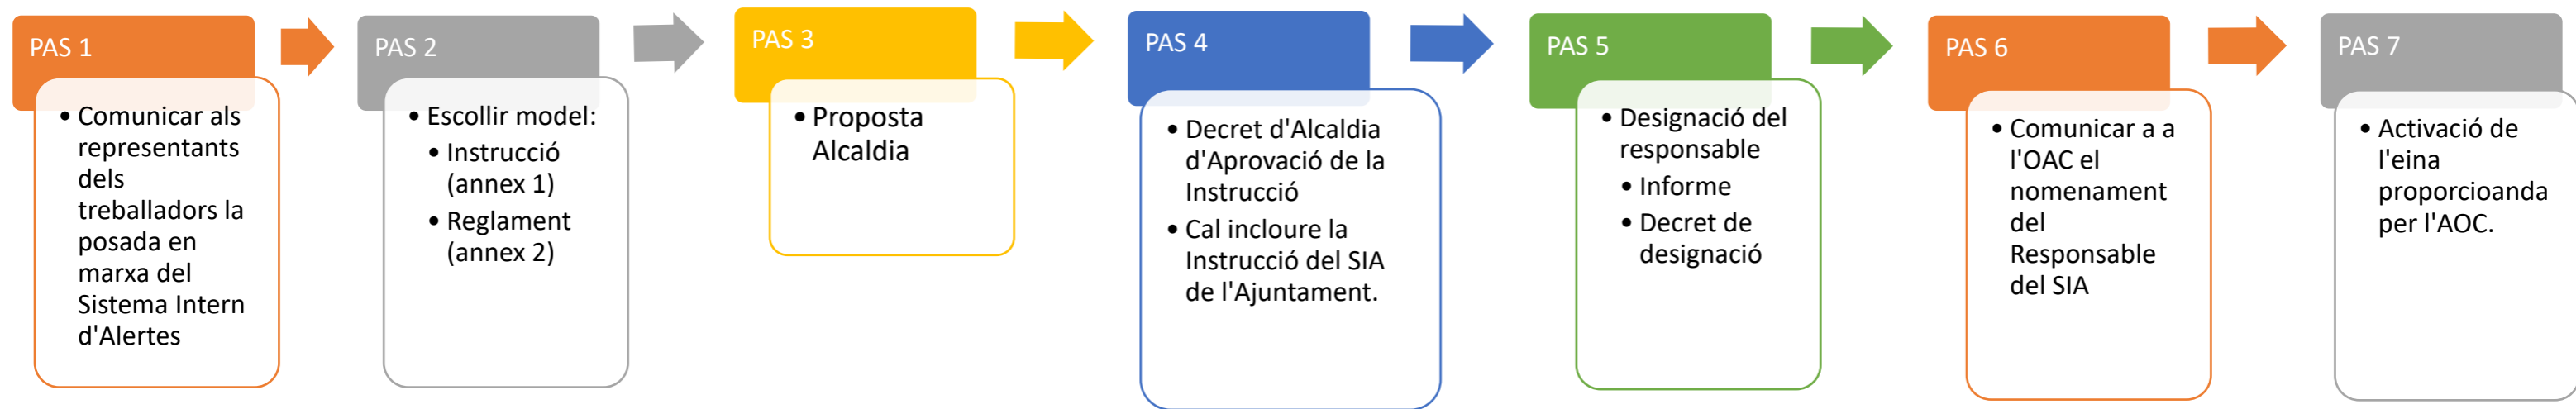 PAS 1
• Comunicar als
representants
dels
treballadors la
posada en
marxa del
Sistema Intern
d'Alertes
PAS 2
• Escollir model:
• Instrucció
(annex 1)
• Reglament
(annex 2)
PAS 3
• Proposta
Alcaldia
PAS 4
• Decret d'Alcaldia
d'Aprovació de la
Instrucció
• Cal incloure la
Instrucció del SIA
de l'Ajuntament.
PAS 5
• Designació del
responsable
• Informe
• Decret de
designació
PAS 6
• Comunicar a a
l'OAC el
nomenament
del
Responsable
del SIA
PAS 7
• Activació de
l'eina
proporcioanda
per l'AOC.